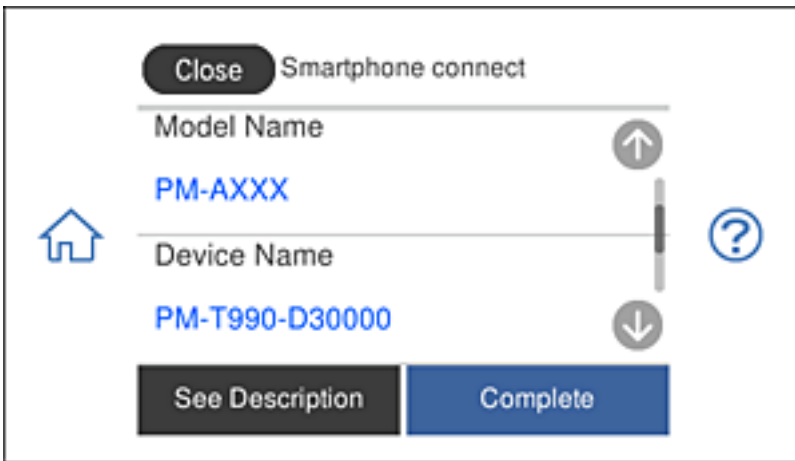 Close Smartphone connect
Model Name
PM-AXXX
Device Name
PM-T990-D30000
See Description Complete